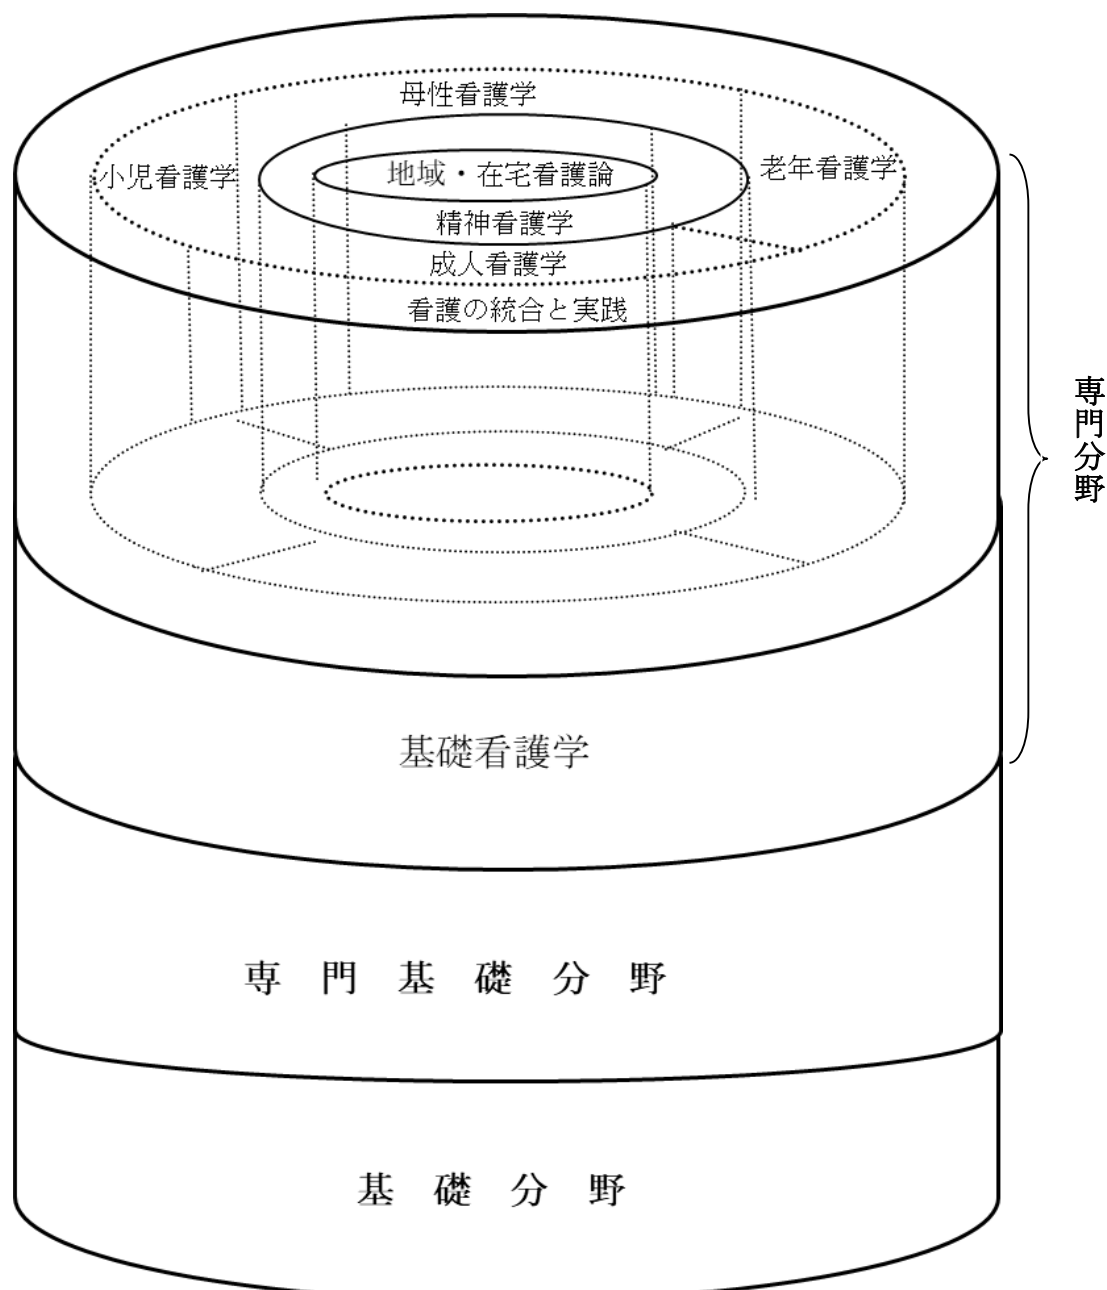 母性看護学
小児看護学
地域・在宅看護論
老年看護学
精神看護学
成人看護学
看護の統合と実践
専門分野
基礎看護学
専門基礎分野
基礎分野